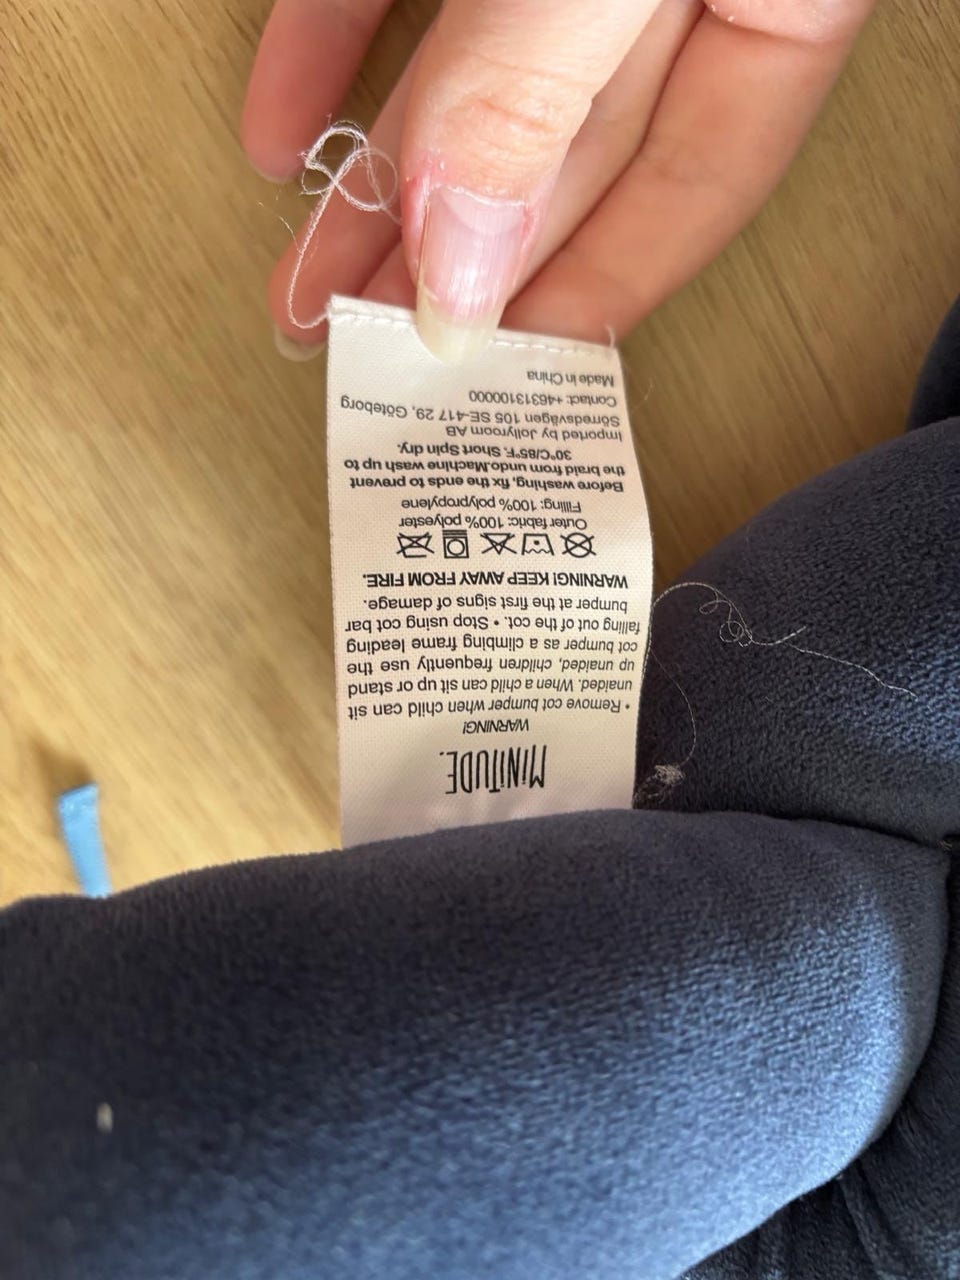 MINITUDE.
WARNING!
• Remove cot bumper when child can sit
unaided. When a child can sit up or stand
up unaided, children frequently use the
cot bumper as a climbing frame leading
falling out of the cot. • Stop using cot bar
bumper at the first signs of damage.
WARNING! KEEP AWAY FROM FIRE.
Outer fabric: 100% polyester
Filling: 100% polypropylene
Before washing, fix the ends to prevent
the braid from undo.Machine wash up to
30°C/85°F. Short Spin dry.
Imported by Jollyroom AB
Sörredsvägen 105 SE-417 29, Göteborg
Contact: +46313100000
Made in China